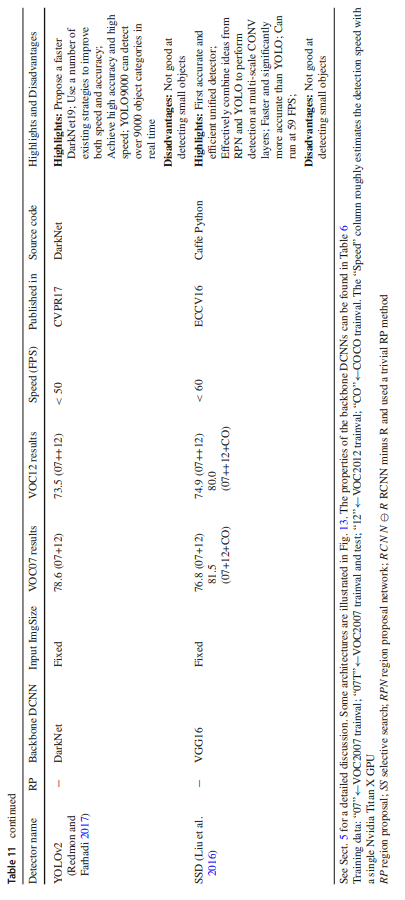 Table 11 continued
Detector name RP Backbone DCNN Input ImgSize VOC07 results VOC12 results Speed (FPS) Published in Source code Highlights and Disadvantages
YOLOv2 − DarkNet Fixed 78.6 (07+12) 73.5 (07++12) < 50 CVPR17 DarkNet Highlights: Propose a faster
(Redmon and DarkNet19; Use a number of
Farhadi 2017) existing strategies to improve
both speed and accuracy;
Achieve high accuracy and high
speed; YOLO9000 can detect
over 9000 object categories in
real time
Disadvantages: Not good at
detecting small objects
SSD (Liu et al. − VGG16 Fixed 76.8 (07+12) 74.9 (07++12) < 60 ECCV16 Caffe Python Highlights: First accurate and
2016) 81.5 80.0 efficient unified detector;
(07+12+CO) (07++12+CO) Effectively combine ideas from
RPN and YOLO to perform
detection at multi-scale CONV
layers; Faster and significantly
more accurate than YOLO; Can
run at 59 FPS;
Disadvantages: Not good at
detecting small objects
See Sect. 5 for a detailed discussion. Some architectures are illustrated in Fig. 13. The properties of the backbone DCNNs can be found in Table 6
Training data: “07”←VOC2007 trainval; “07T”←VOC2007 trainval and test; “12”←VOC2012 trainval; “CO”←COCO trainval. The “Speed” column roughly estimates the detection speed with
a single Nvidia Titan X GPU
RP region proposal; SS selective search; RPN region proposal network; RCNN ⊖ R RCNN minus R and used a trivial RP method